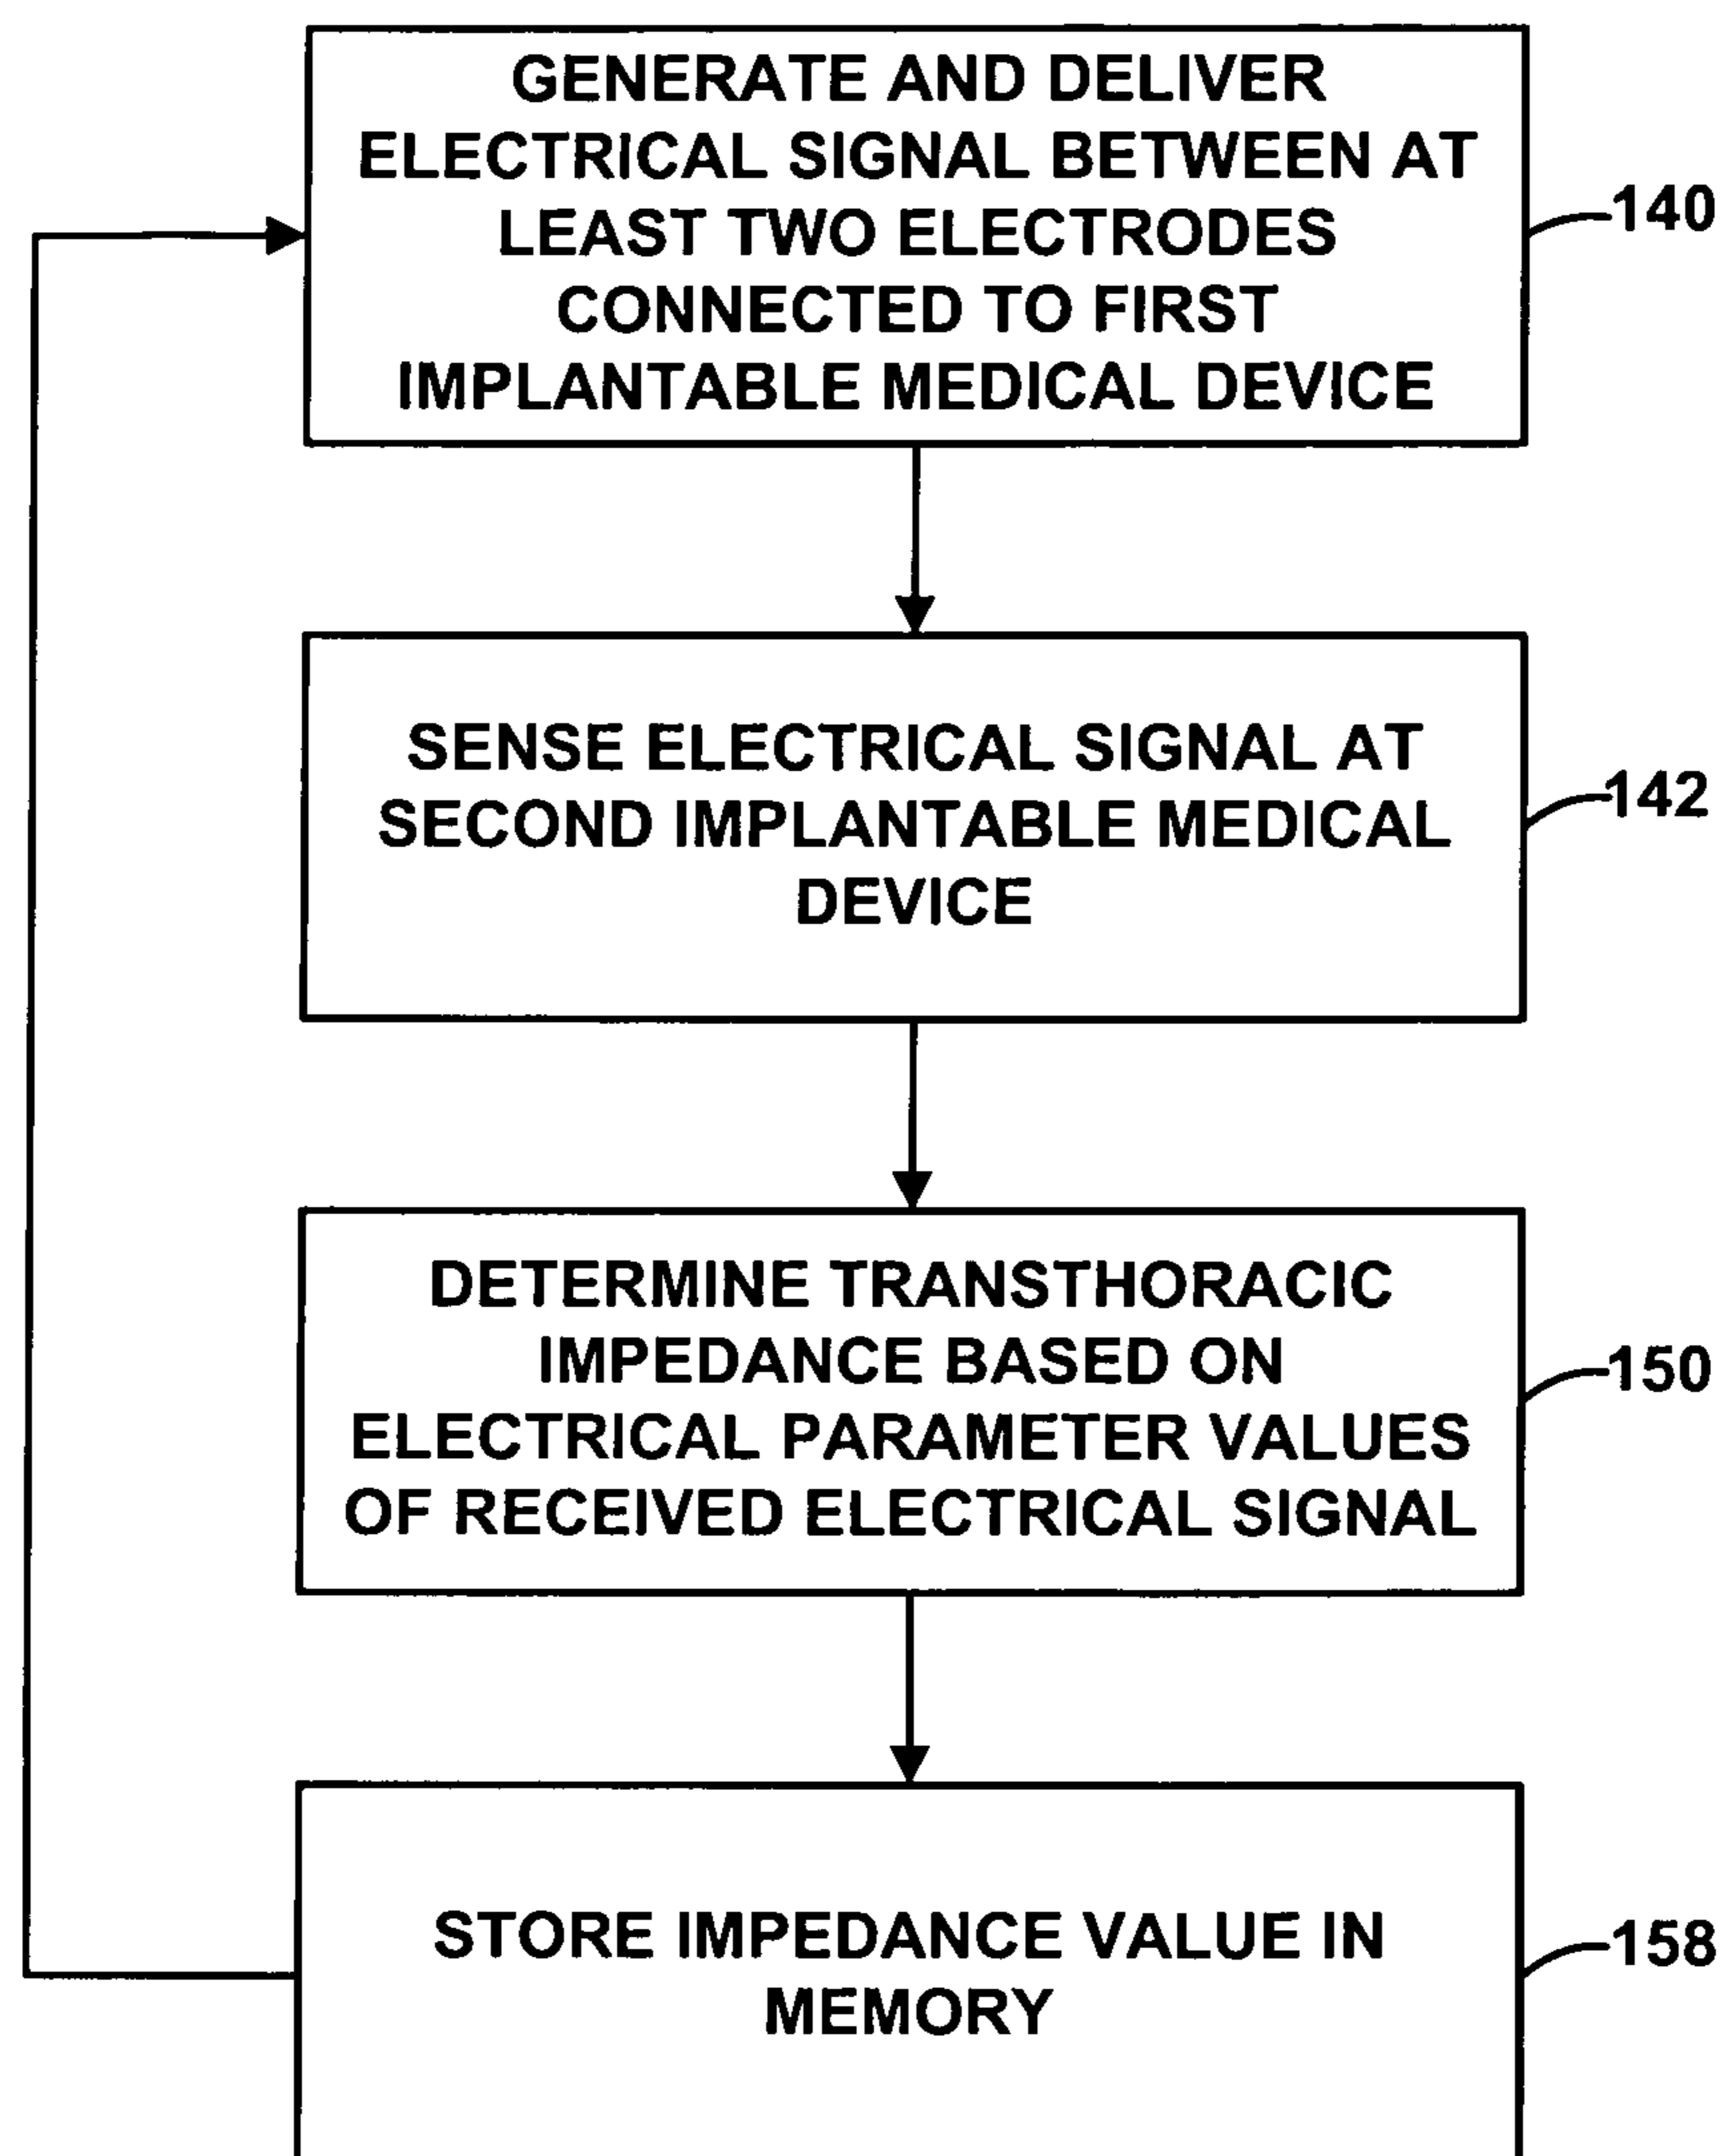 GENERATE AND DELIVER
ELECTRICAL SIGNAL BETWEEN AT
LEAST TWO ELECTRODES
CONNECTED TO FIRST
IMPLANTABLE MEDICAL DEVICE
140
SENSE ELECTRICAL SIGNAL AT
SECOND IMPLANTABLE MEDICAL
DEVICE
142
DETERMINE TRANSTHORACIC
IMPEDANCE BASED ON
ELECTRICAL PARAMETER VALUES
OF RECEIVED ELECTRICAL SIGNAL
150
STORE IMPEDANCE VALUE IN
MEMORY
158